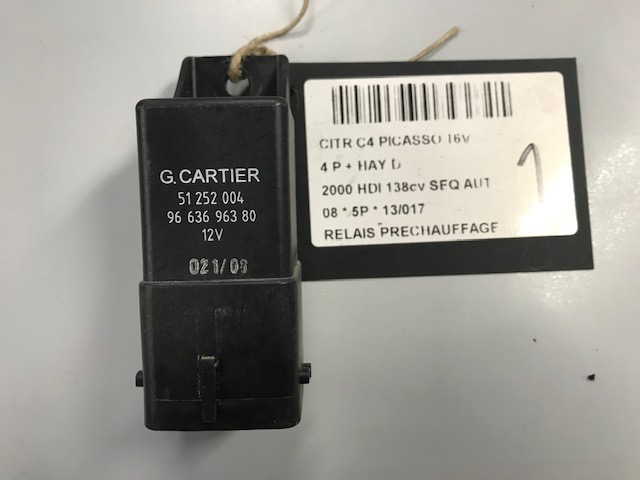 G. CARTIER
51 252 004
96 636 963 80
12V
021/08
CITR C4 PICASSO 16V
4 P + HAY D
2000 HDI 138cv SEQ AUT
08 * 5P * 13/017
RELAIS PRECHAUFFAGE
1